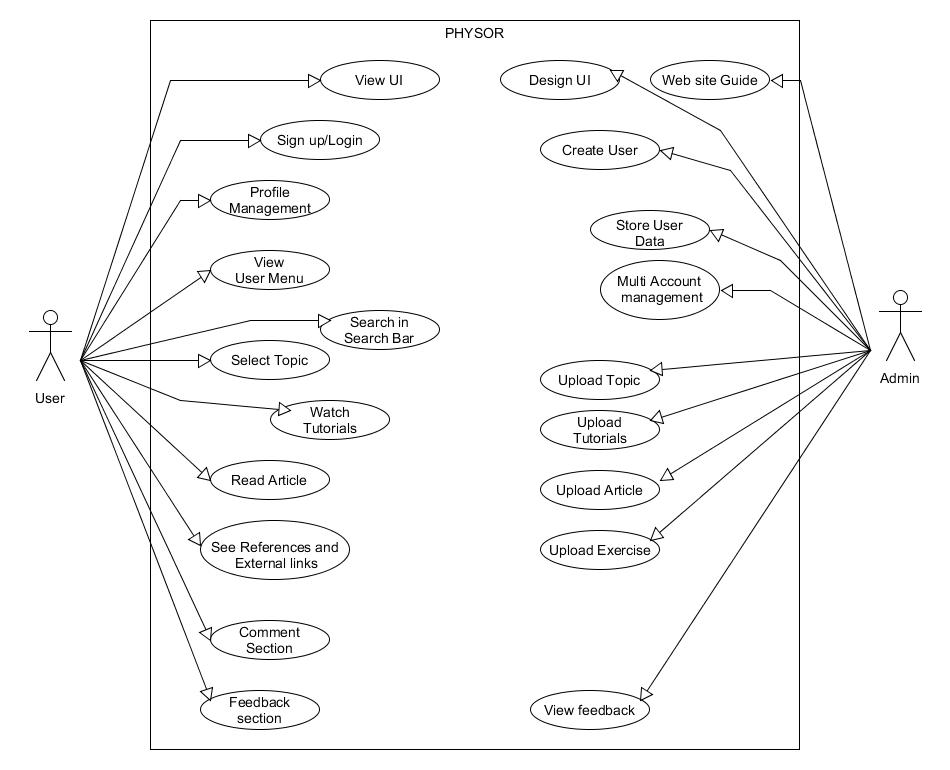 PHYSOR
View UI
Design UI
Web site Guide
Sign up/Login
Create User
Profile
Management
Store User
Data
View
User Menu
Multi Account
management
Search in
Search Bar
Select Topic
User
Admin
Upload Topic
Watch
Tutorials
Upload
Tutorials
Read Article
Upload Article
See References and
External links
Upload Exercise
Comment
Section
Feedback
section
View feedback